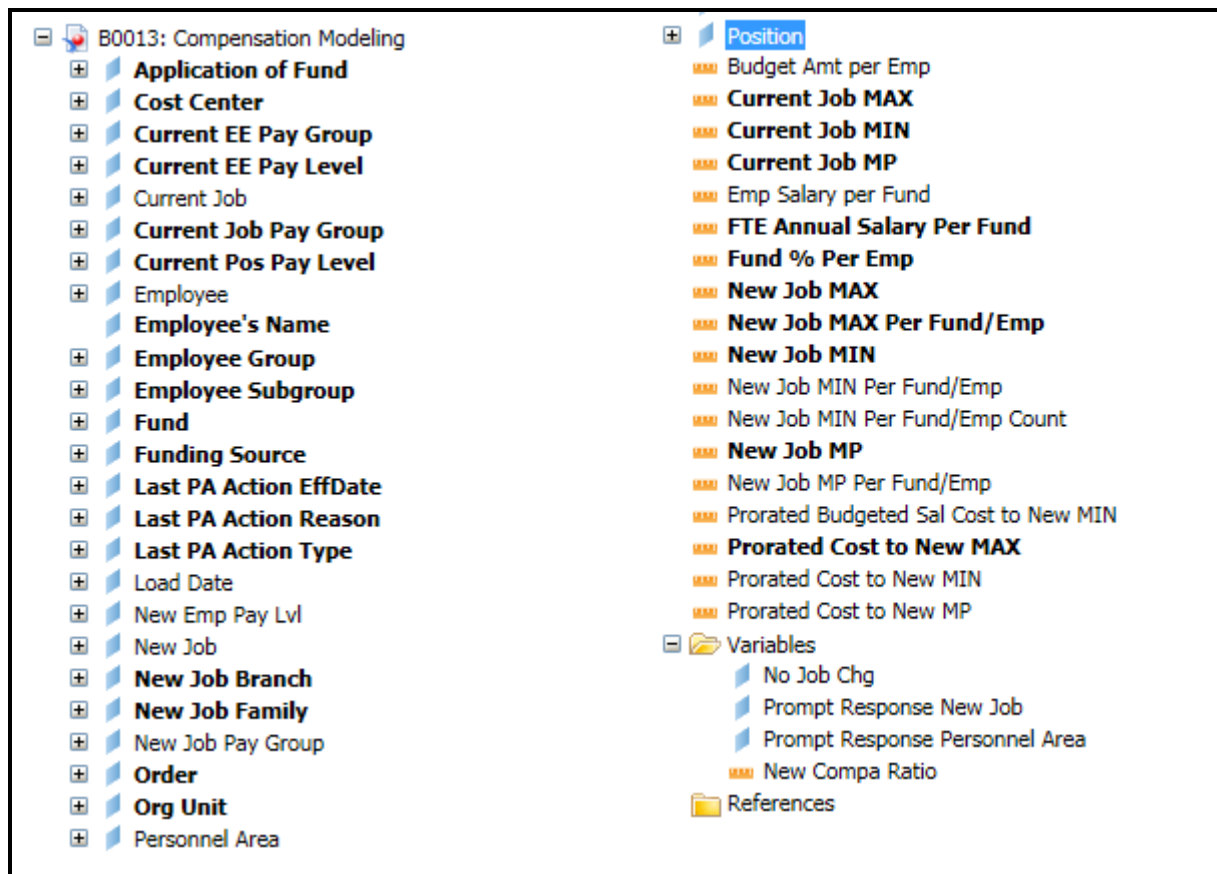 B0013: Compensation Modeling
Application of Fund
Cost Center
Current EE Pay Group
Current EE Pay Level
Current Job
Current Job Pay Group
Current Pos Pay Level
Employee
Employee's Name
Employee Group
Employee Subgroup
Fund
Funding Source
Last PA Action EffDate
Last PA Action Reason
Last PA Action Type
Load Date
New Emp Pay Lvl
New Job
New Job Branch
New Job Family
New Job Pay Group
Order
Org Unit
Personnel Area
Position
Budget Amt per Emp
Current Job MAX
Current Job MIN
Current Job MP
Emp Salary per Fund
FTE Annual Salary Per Fund
Fund % Per Emp
New Job MAX
New Job MAX Per Fund/Emp
New Job MIN
New Job MIN Per Fund/Emp
New Job MIN Per Fund/Emp Count
New Job MP
New Job MP Per Fund/Emp
Prorated Budgeted Sal Cost to New MIN
Prorated Cost to New MAX
Prorated Cost to New MIN
Prorated Cost to New MP
Variables
No Job Chg
Prompt Response New Job
Prompt Response Personnel Area
New Compa Ratio
References